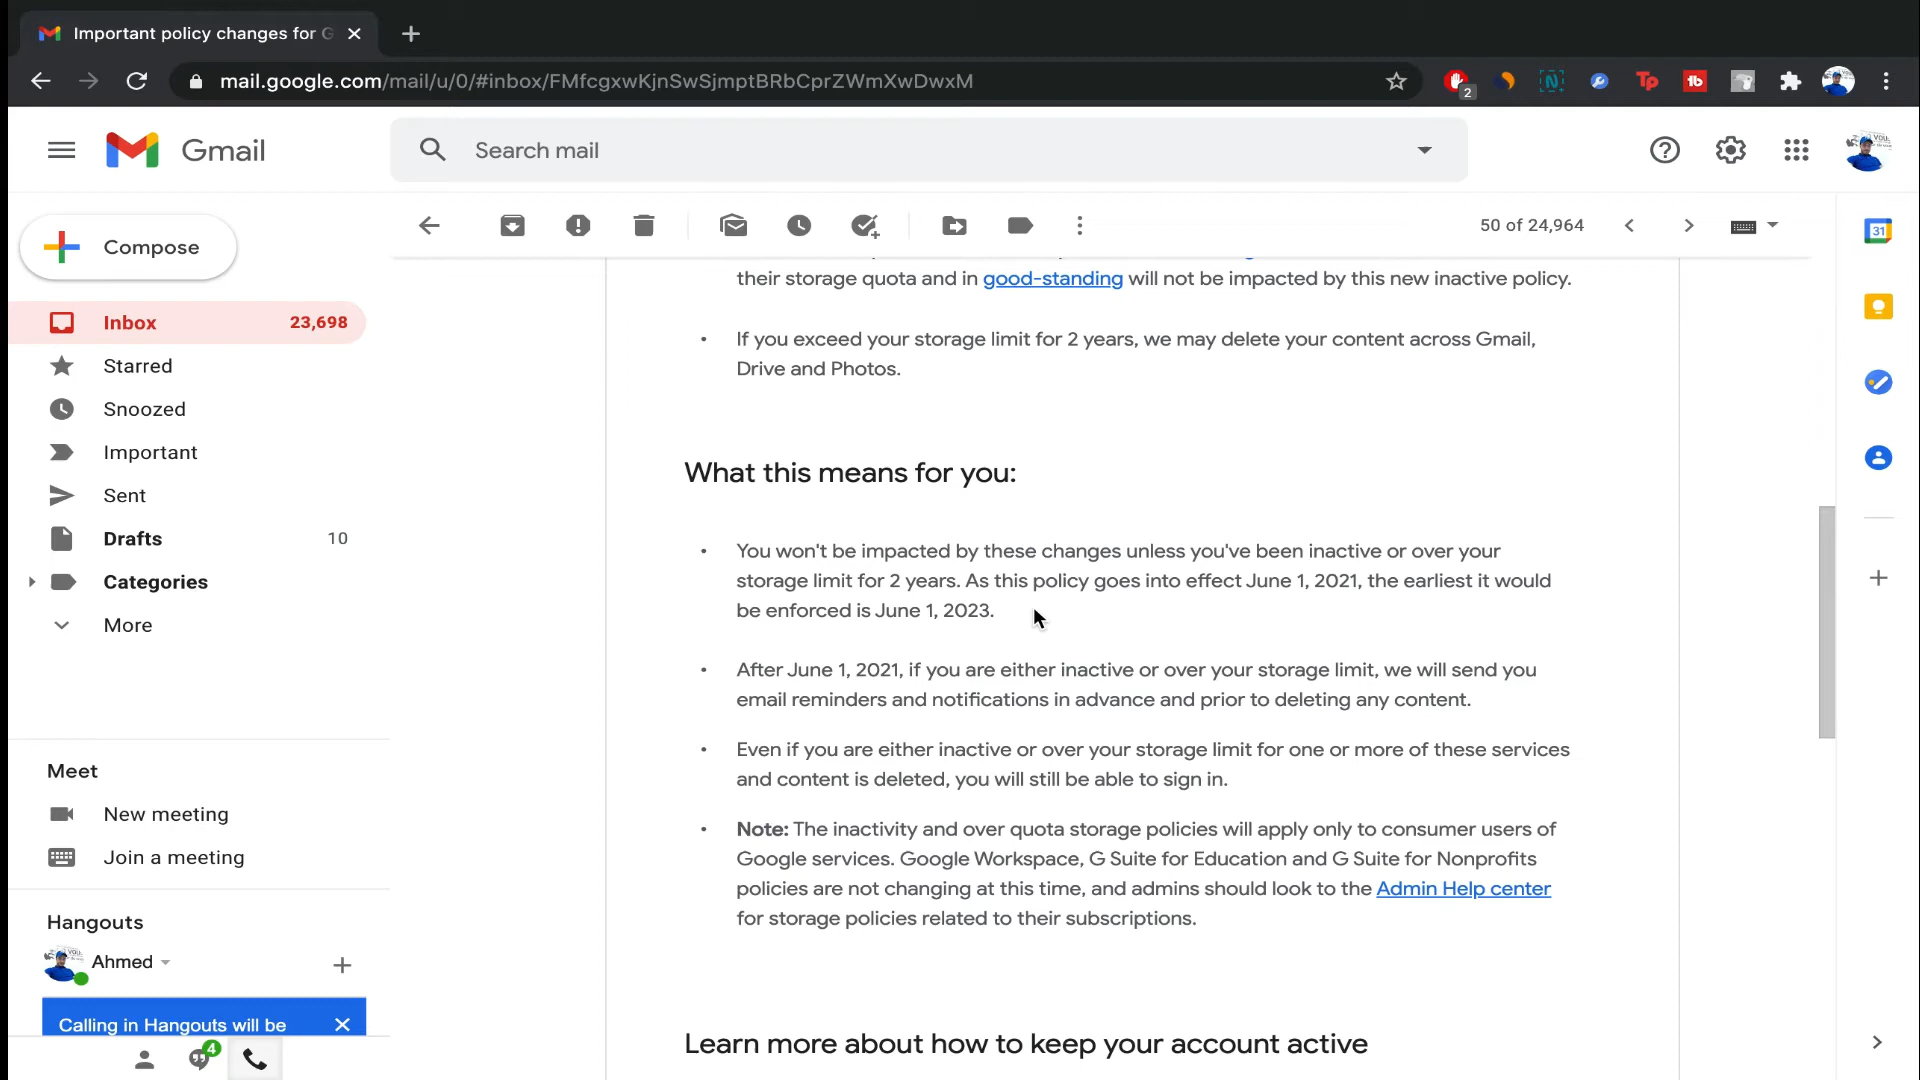 Important policy changes for G
mail.google.com/mail/u/0/#inbox/FMfcgxwKjnSwSjmptBRbCprZWmXwDwxM
2
Tp
Gmail
Search mail
Compose
50 of 24,964
31
Inbox 23,698
Starred
Snoozed
Important
Sent
Drafts 10
Categories
More
Meet
New meeting
Join a meeting
Hangouts
Ahmed
Calling in Hangouts will be
4
their storage quota and in good-standing will not be impacted by this new inactive policy.
• If you exceed your storage limit for 2 years, we may delete your content across Gmail,
Drive and Photos.
What this means for you:
• You won't be impacted by these changes unless you've been inactive or over your
storage limit for 2 years. As this policy goes into effect June 1, 2021, the earliest it would
be enforced is June 1, 2023.
• After June 1, 2021, if you are either inactive or over your storage limit, we will send you
email reminders and notifications in advance and prior to deleting any content.
• Even if you are either inactive or over your storage limit for one or more of these services
and content is deleted, you will still be able to sign in.
• Note: The inactivity and over quota storage policies will apply only to consumer users of
Google services. Google Workspace, G Suite for Education and G Suite for Nonprofits
policies are not changing at this time, and admins should look to the Admin Help center
for storage policies related to their subscriptions.
Learn more about how to keep your account active